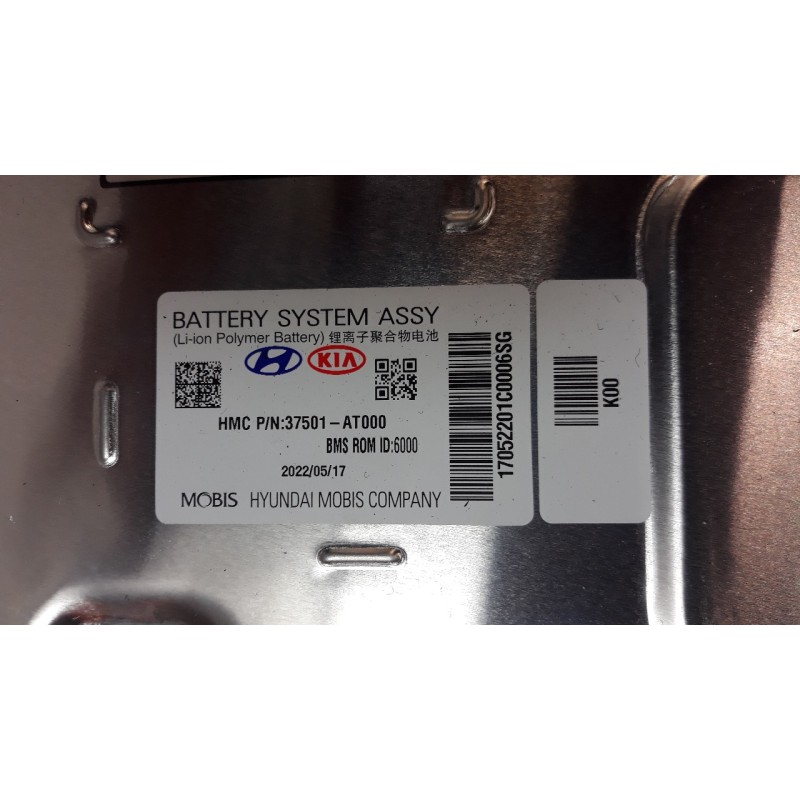 BATTERY SYSTEM ASSY
(Li-ion Polymer Battery) 锂离子聚合物电池
KIA
HMC P/N:37501-AT000
BMS ROM ID:6000
2022/05/17
MOBIS HYUNDAI MOBIS COMPANY
17052201C0006SG
K00